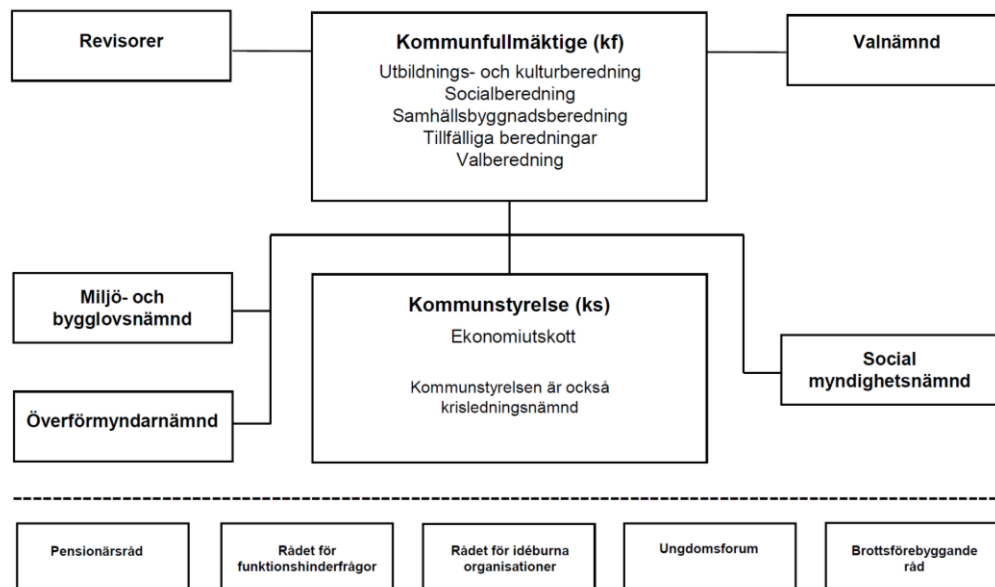 Revisorer
Kommunfullmäktige (kf)
Utbildnings- och kulturberedning
Socialberedning
Samhällsbyggnadsberedning
Tillfälliga beredningar
Valberedning
Valnämnd
Miljö- och
bygglovsnämnd
Kommunstyrelse (ks)
Ekonomiutskott
Kommunstyrelsen är också
krisledningsnämnd
Social
myndighetsnämnd
Överförmyndarnämnd
Pensionärsråd
Rådet för
funktionshinderfrågor
Rådet för idéburna
organisationer
Ungdomsforum
Brottsförebyggande
råd